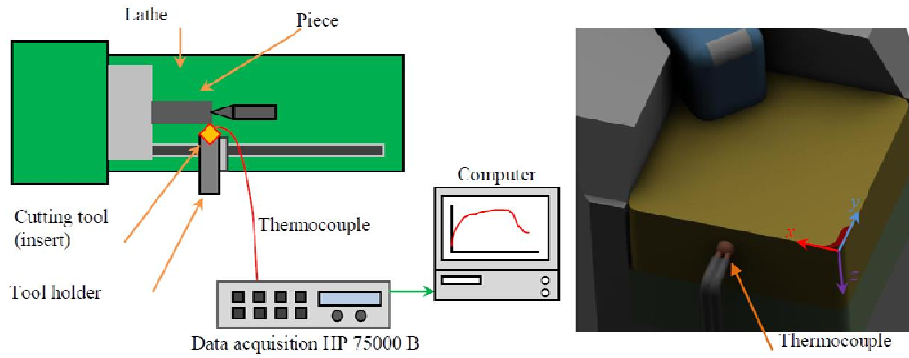 Lathe
Piece
Cutting tool
(insert)
Tool holder
Thermocouple
Computer
Data acquisition HP 75000 B
x
y
z
Thermocouple